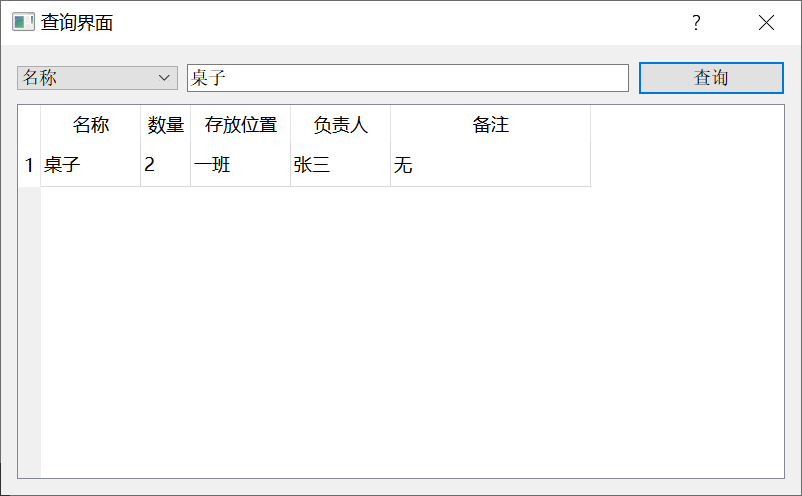 查询界面
?
名称 桌子 查询
名称 数量 存放位置 负责人 备注
1 桌子 2 一班 张三 无